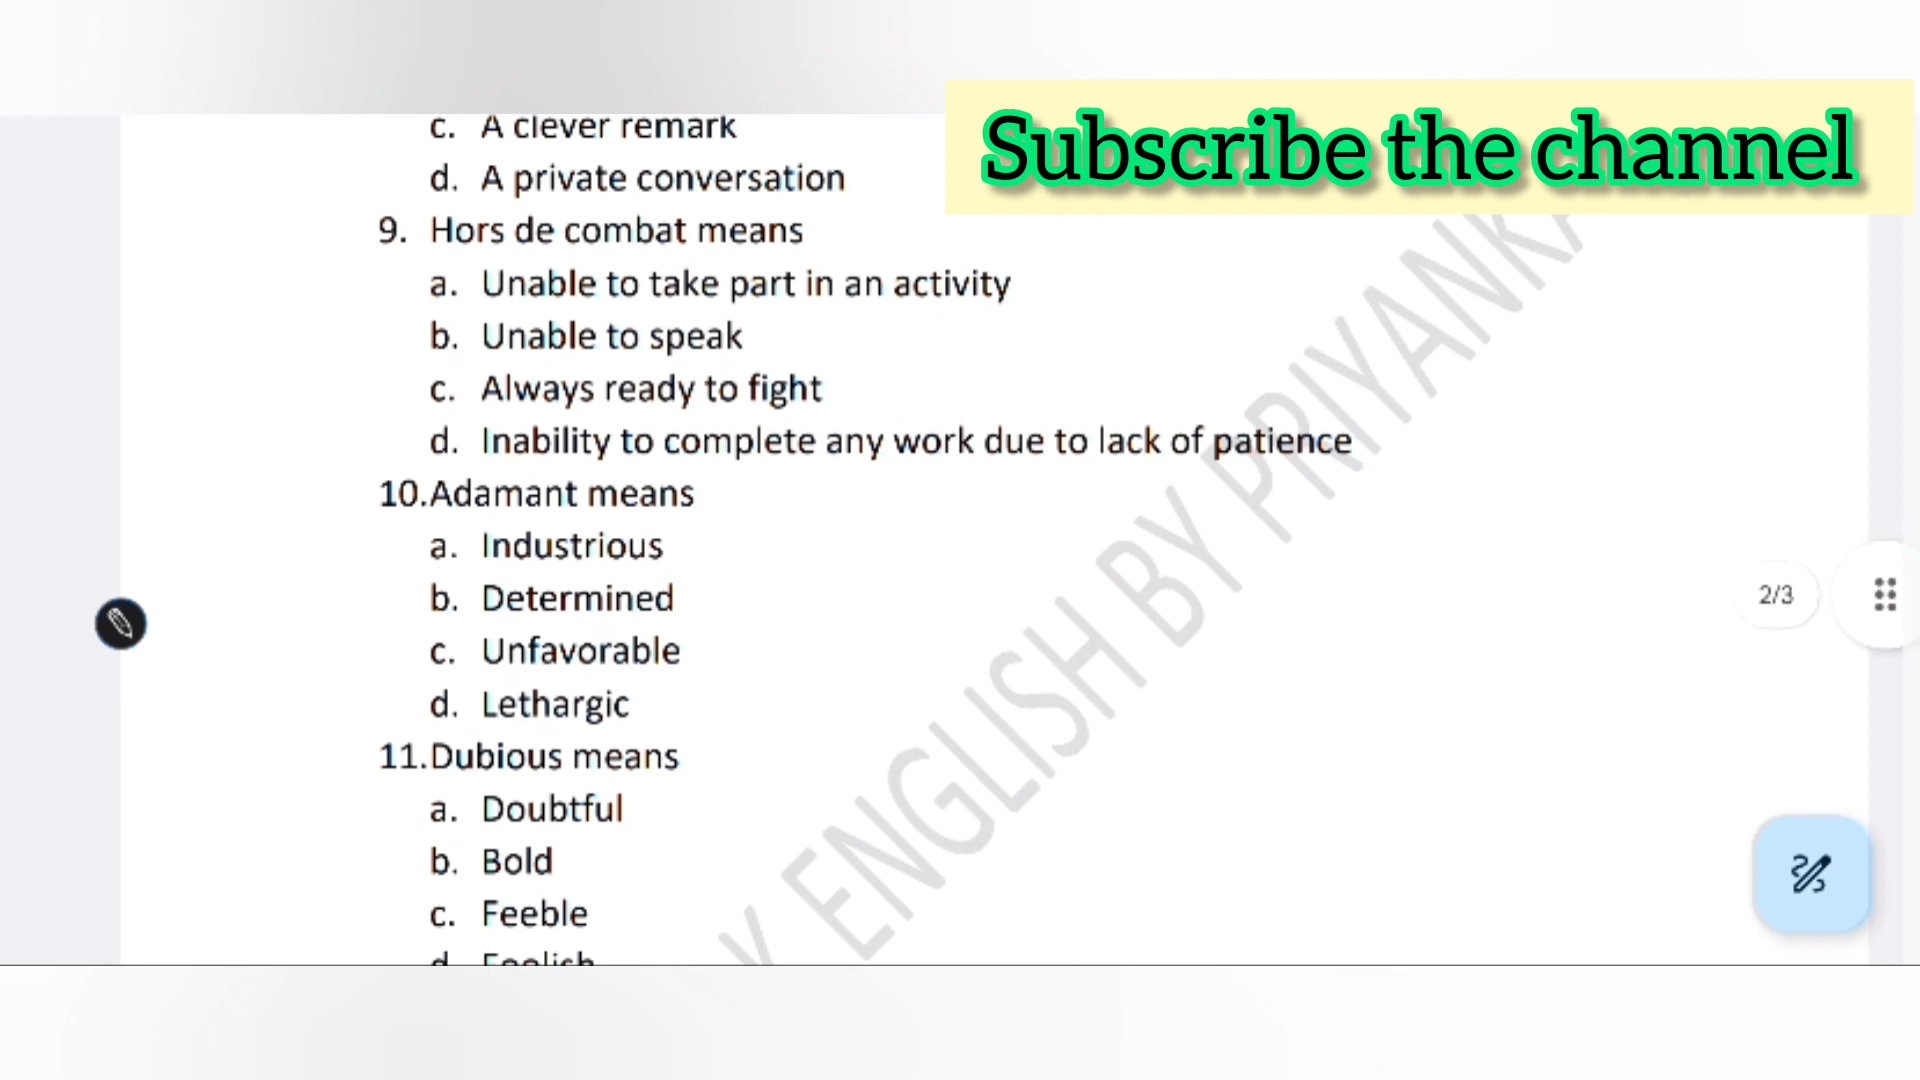 Subscribe the channel
c. A clever remark
d. A private conversation
9. Hors de combat means
a. Unable to take part in an activity
b. Unable to speak
c. Always ready to fight
d. Inability to complete any work due to lack of patience
10.Adamant means
a. Industrious
b. Determined
c. Unfavorable
d. Lethargic
11.Dubious means
a. Doubtful
b. Bold
c. Feeble
d. Foolish
2/3
ENGLISH BY